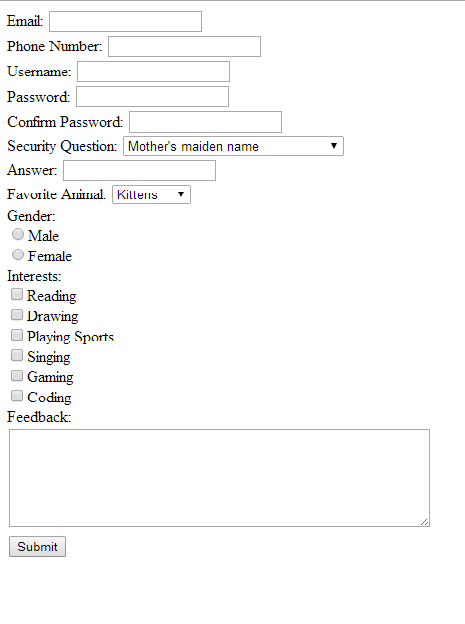 Email:
Phone Number:
Username:
Password:
Confirm Password:
Security Question: Mother's maiden name
Answer:
Favorite Animal: Kittens
Gender:
Male
Female
Interests:
Reading
Drawing
Playing Sports
Singing
Gaming
Coding
Feedback:
Submit